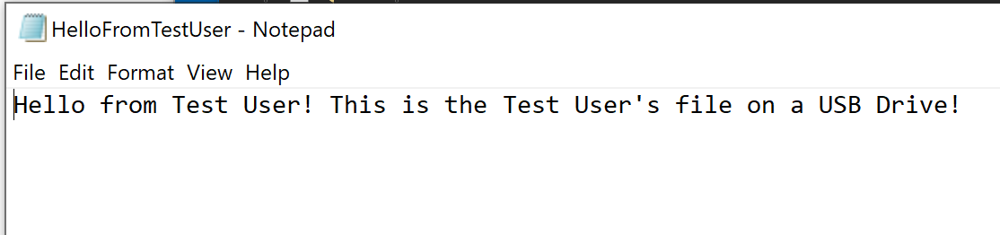 HelloFromTestUser - Notepad
File Edit Format View Help
Hello from Test User! This is the Test User's file on a USB Drive!